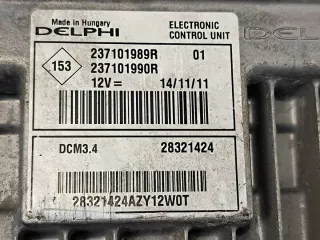 Made in Hungary
DELPHI
ELECTRONIC
CONTROL UNIT
153
237101989R 01
237101990R
12V= 14/11/11
DCM3.4 28321424
28321424AZY12W0T
DEL